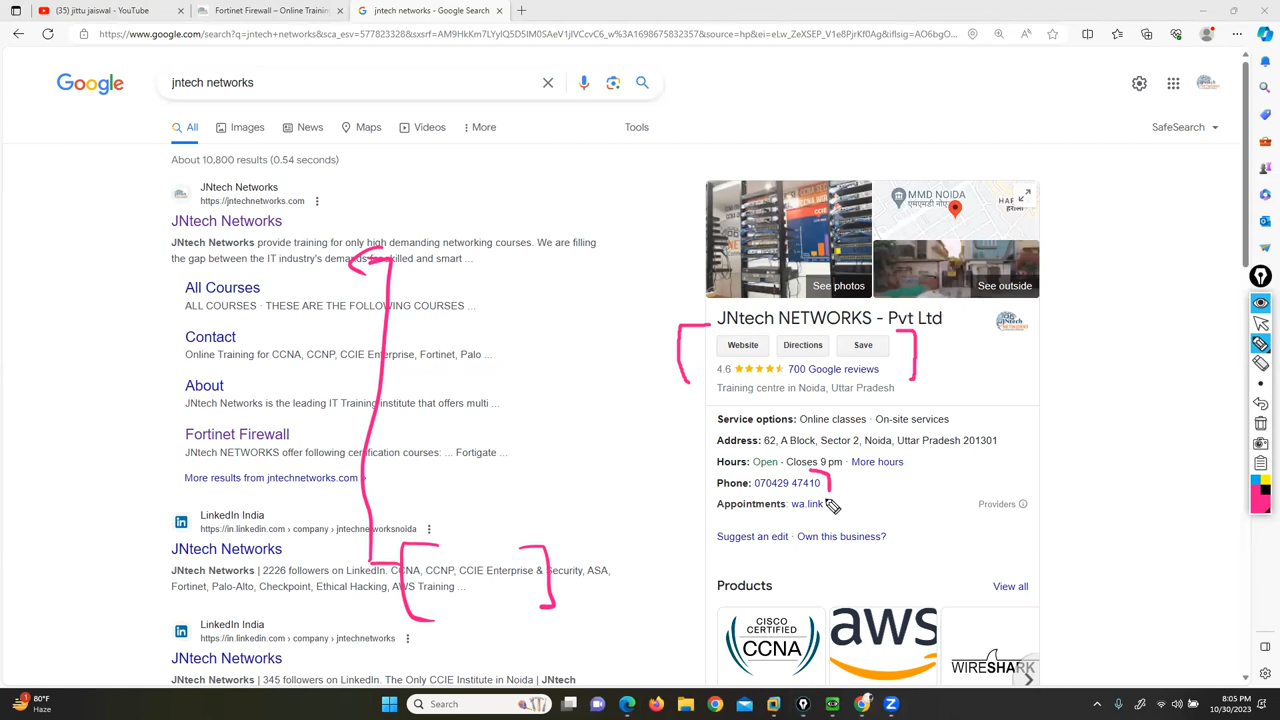 (35) jittu jaiswal - YouTube
Fortinet Firewall – Online Trainin
jntech networks - Google Search
jntech networks
All
Images
News
Maps
Videos
More
Tools
SafeSearch
About 10,800 results (0.54 seconds)
JNtech Networks
https://jntechnetworks.com
JNtech Networks
JNtech Networks provide training for only high demanding networking courses. We are filling
the gap between the IT industry's demands for skilled and smart ...
All Courses
ALL COURSES · THESE ARE THE FOLLOWING COURSES ...
Contact
Online Training for CCNA, CCNP, CCIE Enterprise, Fortinet, Palo ...
About
JNtech Networks is the leading IT Training institute that offers multi ...
Fortinet Firewall
JNtech NETWORKS offer following certification courses: ... Fortigate ...
More results from jntechnetworks.com »
LinkedIn India
https://in.linkedin.com › company › jntechnetworksnoida
JNtech Networks
JNtech Networks | 2226 followers on LinkedIn. CCNA, CCNP, CCIE Enterprise & Security, ASA,
Fortinet, Palo-Alto, Checkpoint, Ethical Hacking, AWS Training ...
LinkedIn India
https://in.linkedin.com › company › jntechnetworks
JNtech Networks
JNtech Networks | 345 followers on LinkedIn. The Only CCIE Institute in Noida | JNtech
MMD NOIDA
एमएमडी
See photos
See outside
JNtech NETWORKS - Pvt Ltd
Website
Directions
Save
4.6
700 Google reviews
Training centre in Noida, Uttar Pradesh
Service options: Online classes · On-site services
Address: 62, A Block, Sector 2, Noida, Uttar Pradesh 201301
Hours: Open · Closes 9 pm · More hours
Phone: 070429 47410
Appointments: wa.link
Providers
Suggest an edit · Own this business?
Products
View all
CISCO
CERTIFIED
CCNA
aws
WIRESHARK
80°F
Haze
Search
8:05 PM
10/30/2023